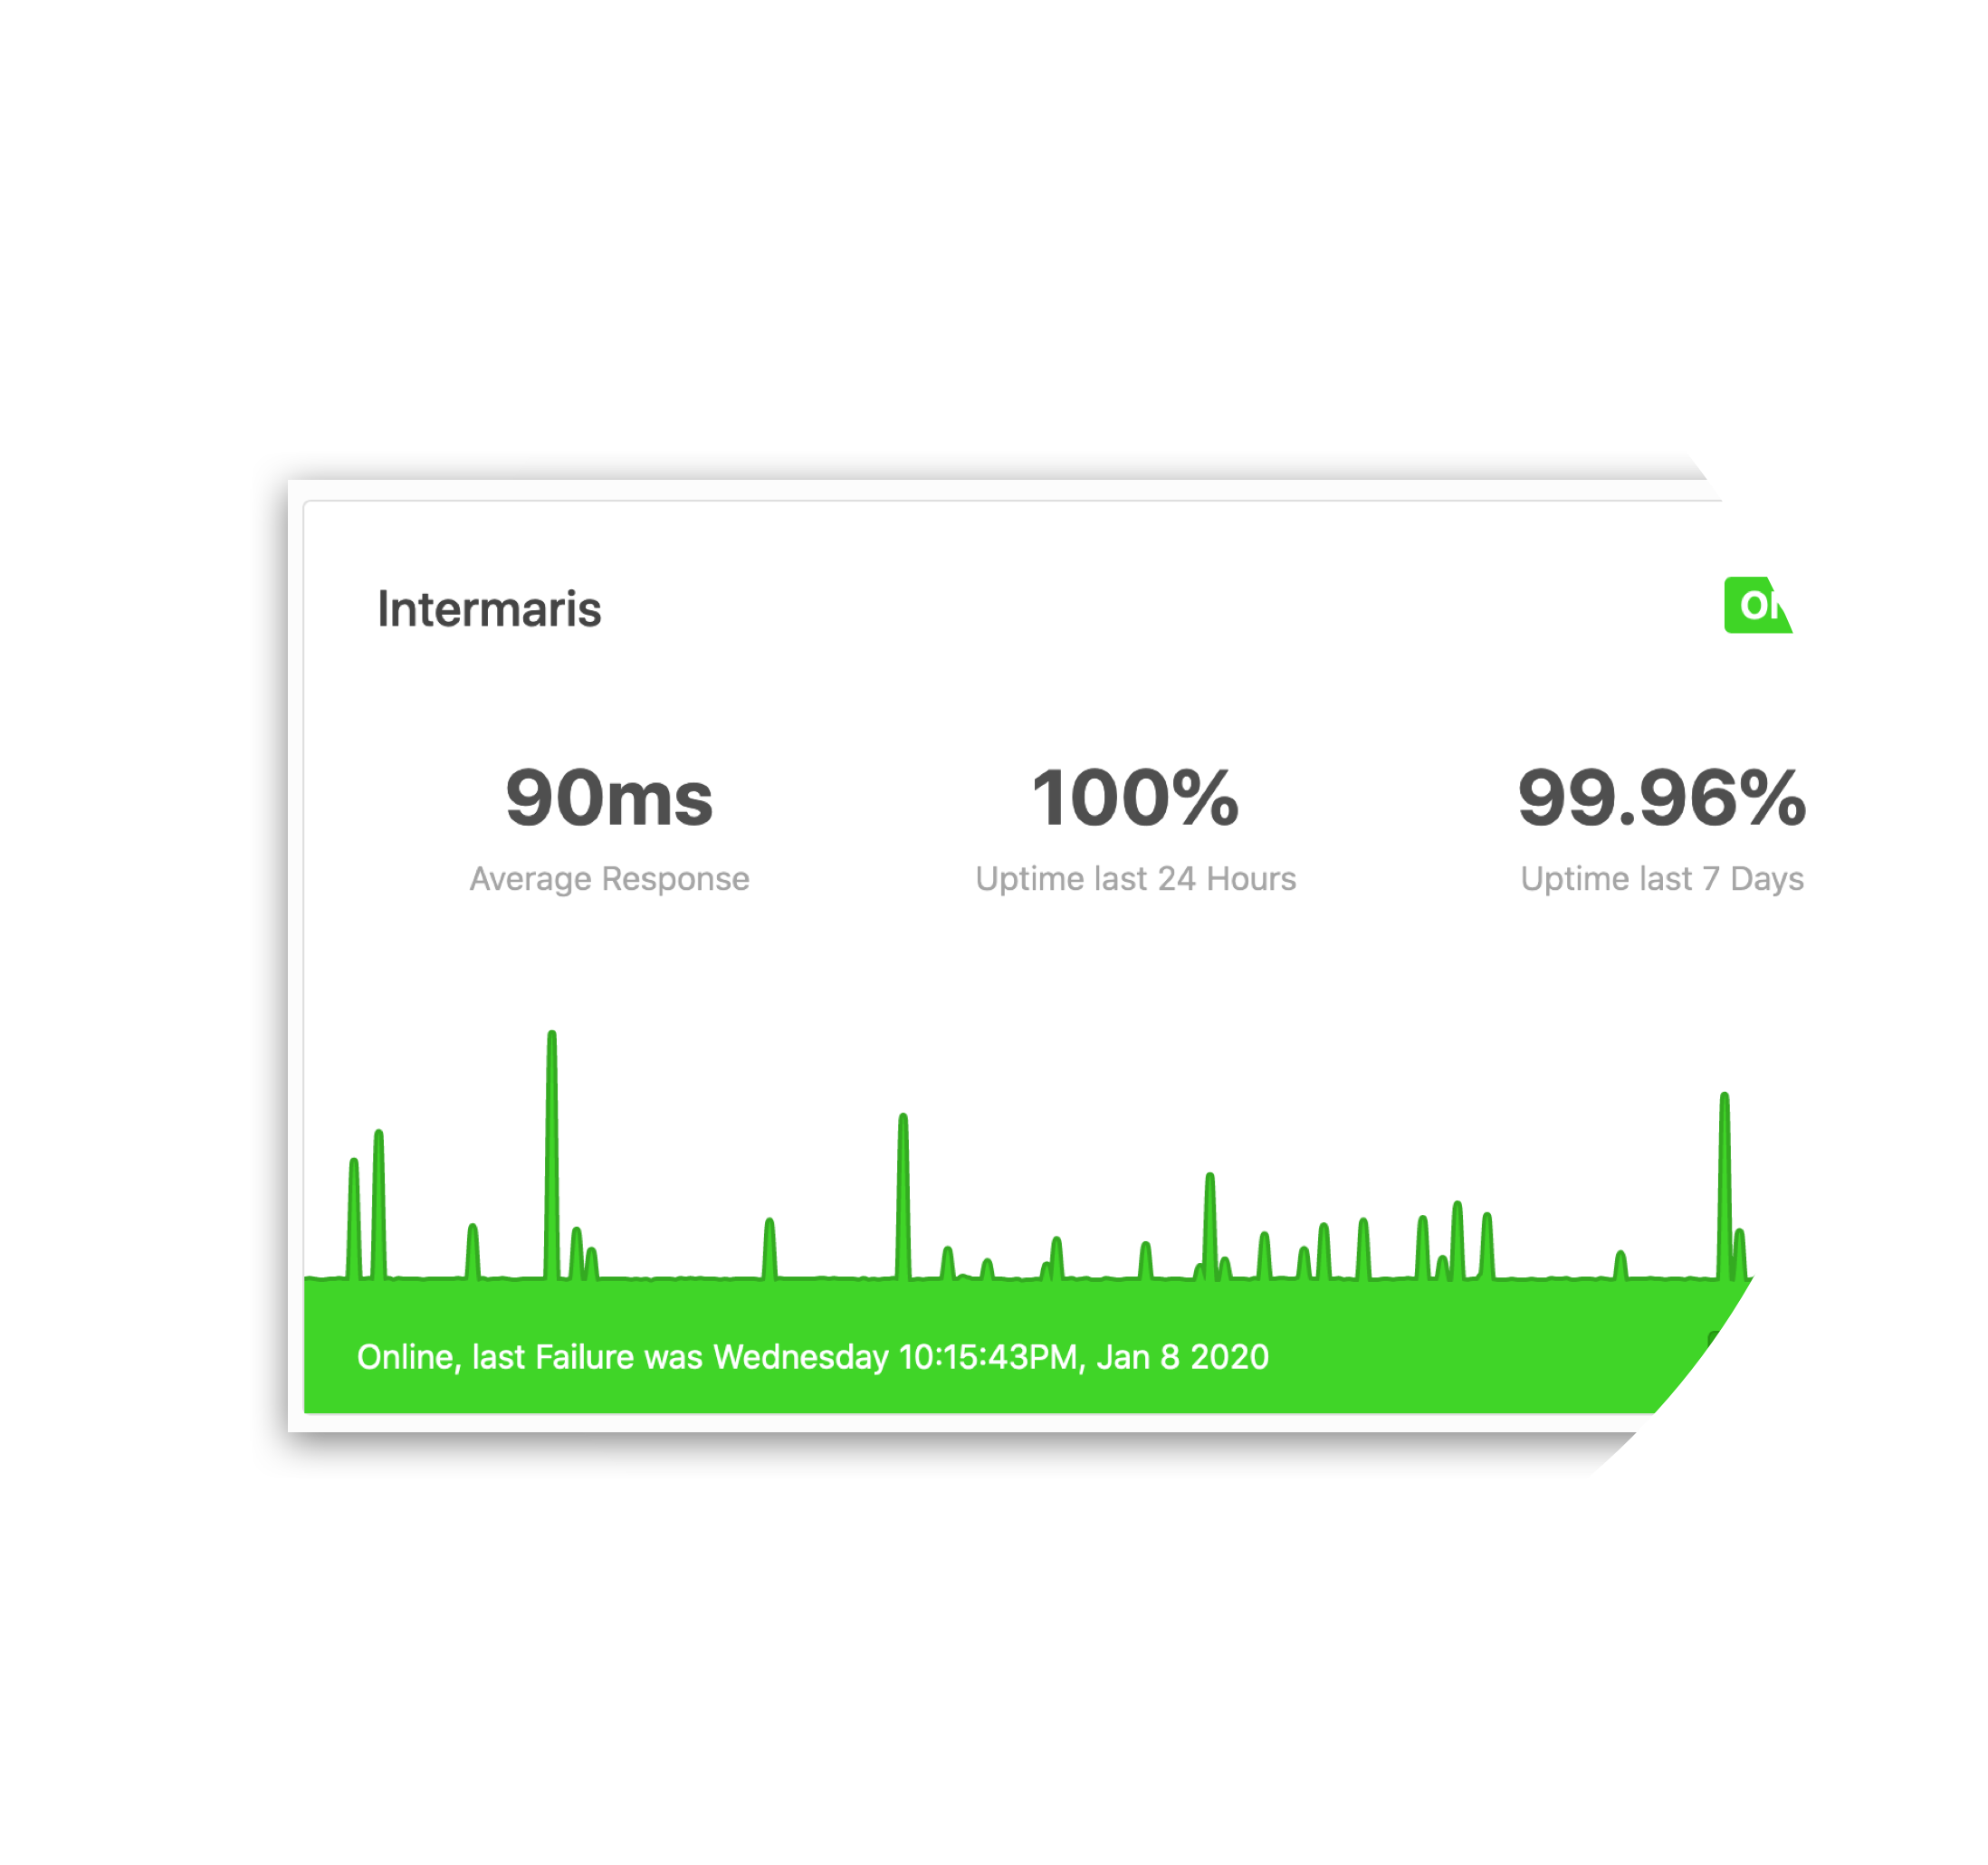 Intermaris
90ms
100%
99.96%
Average Response
Uptime last 24 Hours
Uptime last 7 Days
Online, last Failure was Wednesday 10:15:43PM, Jan 8 2020